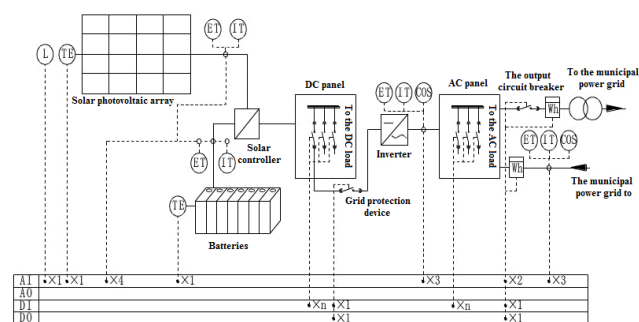 ET IT
L TE
Solar photovoltaic array
DC panel
ET IT COS
AC panel
The output
circuit breaker
To the municipal
power grid
Wh
To the DC load
To the AC load
Solar
controller
Inverter
ET IT COS
ET IT
Wh
The municipal
power grid to
Grid protection
device
TE
Batteries
AI ×1 ×1 ×4 ×1 ×3 ×2 ×3
AO
DI ×n ×1 ×n ×1
DO ×1 ×1